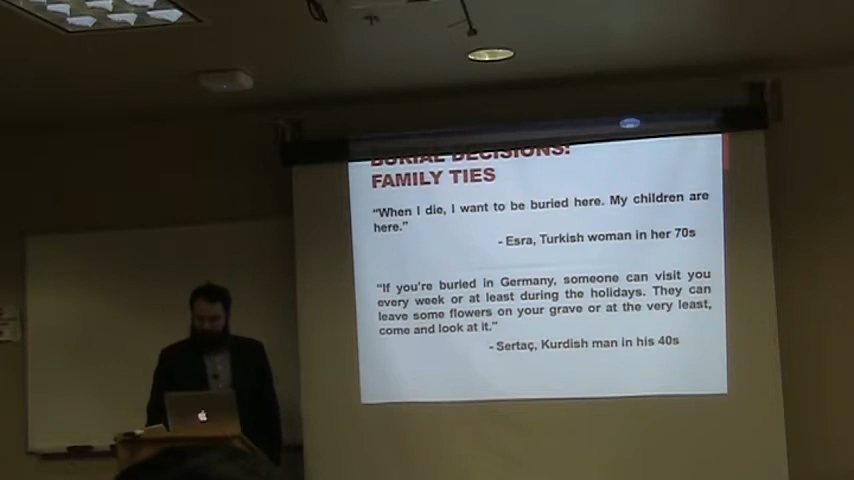 BURIAL DECISIONS:
FAMILY TIES
“When I die, I want to be buried here. My children are
here.”
- Esra, Turkish woman in her 70s
“If you're buried in Germany, someone can visit you
every week or at least during the holidays. They can
leave some flowers on your grave or at the very least,
come and look at it.”
- Sertaç, Kurdish man in his 40s